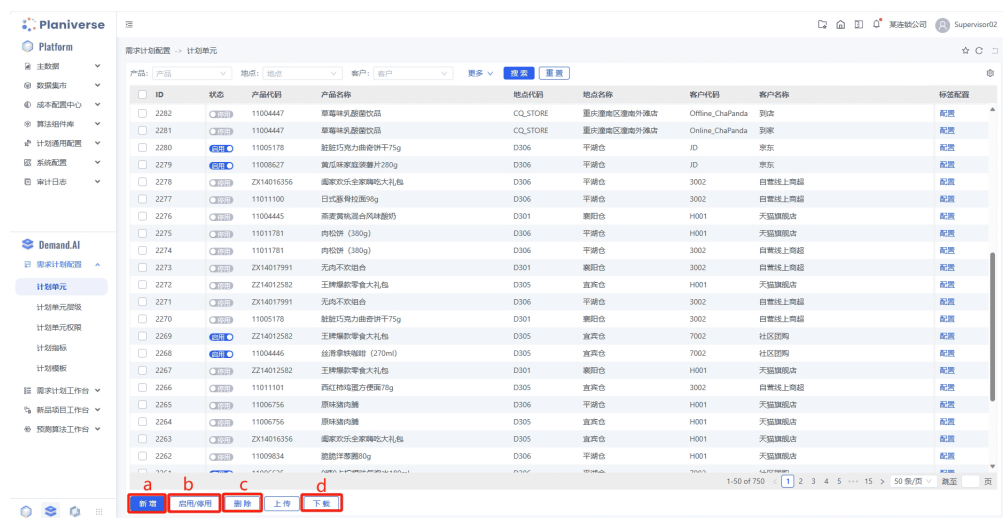 Planiverse
某连锁公司 Supervisor02
Platform
需求计划配置 -> 计划单元
主数据
数据集市
成本配置中心
算法组件库
计划通用配置
系统配置
审计日志
Demand.AI
需求计划配置
计划单元
计划单元层级
计划单元权限
计划指标
计划模板
需求计划工作台
新品项目工作台
预测算法工作台
产品: 产品 地点: 地点 客户: 客户 更多 搜索 重置
ID 状态 产品代码 产品名称 地点代码 地点名称 客户代码 客户名称 标签配置
2282 停用 11004447 草莓味乳酸菌饮品 CQ_STORE 重庆潼南区潼南外滩店 Offline_ChaPanda 到店 配置
2281 停用 11004447 草莓味乳酸菌饮品 CQ_STORE 重庆潼南区潼南外滩店 Online_ChaPanda 到家 配置
2280 启用 11005178 脏脏巧克力曲奇饼干75g D306 平湖仓 JD 京东 配置
2279 启用 11008627 黄瓜味家庭装薯片280g D306 平湖仓 JD 京东 配置
2278 停用 ZX14016356 阖家欢乐全家嗨吃大礼包 D306 平湖仓 3002 自营线上商超 配置
2277 停用 11011100 日式豚骨拉面98g D306 平湖仓 3002 自营线上商超 配置
2276 停用 11004445 燕麦黄桃混合风味酸奶 D301 襄阳仓 H001 天猫旗舰店 配置
2275 停用 11011781 肉松饼（380g） D306 平湖仓 H001 天猫旗舰店 配置
2274 停用 11011781 肉松饼（380g） D306 平湖仓 3002 自营线上商超 配置
2273 停用 ZX14017991 无肉不欢组合 D301 襄阳仓 3002 自营线上商超 配置
2272 停用 ZZ14012582 王牌爆款零食大礼包 D305 宜宾仓 H001 天猫旗舰店 配置
2271 停用 ZX14017991 无肉不欢组合 D306 平湖仓 3002 自营线上商超 配置
2270 停用 11005178 脏脏巧克力曲奇饼干75g D301 襄阳仓 3002 自营线上商超 配置
2269 启用 ZZ14012582 王牌爆款零食大礼包 D305 宜宾仓 7002 社区团购 配置
2268 启用 11004446 丝滑拿铁咖啡（270ml） D305 宜宾仓 7002 社区团购 配置
2267 停用 ZZ14012582 王牌爆款零食大礼包 D301 襄阳仓 H001 天猫旗舰店 配置
2266 停用 11011101 西红柿鸡蛋方便面78g D305 宜宾仓 3002 自营线上商超 配置
2265 停用 11006756 原味猪肉脯 D306 平湖仓 H001 天猫旗舰店 配置
2264 停用 11006756 原味猪肉脯 D305 宜宾仓 H001 天猫旗舰店 配置
2263 停用 ZX14016356 阖家欢乐全家嗨吃大礼包 D305 宜宾仓 H001 天猫旗舰店 配置
2262 停用 11009834 脆脆洋葱圈80g D306 平湖仓 H001 天猫旗舰店 配置
1-50 of 750 1 2 3 4 5 ··· 15 50 条/页 跳至 页
a b c d
新增 启用/停用 删除 上传 下载